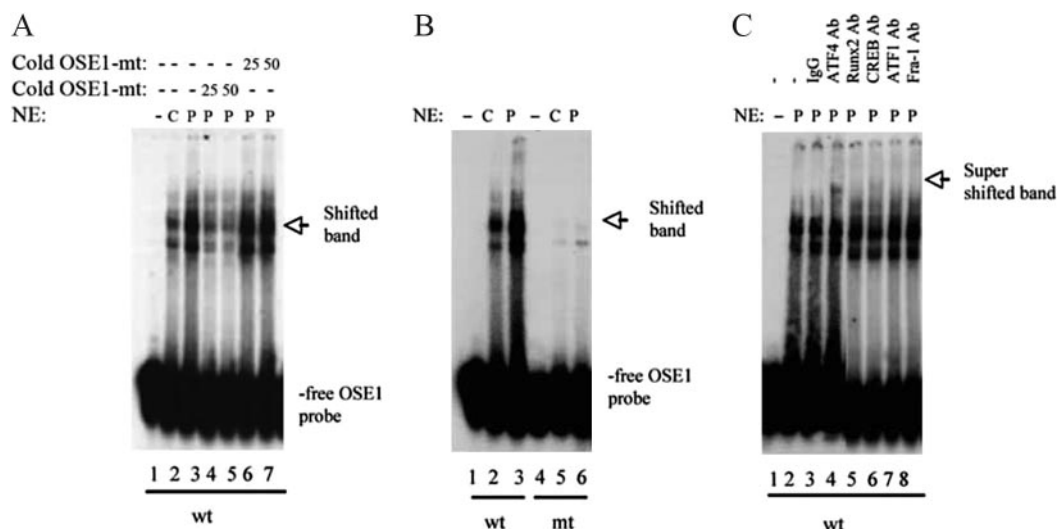 A
Cold OSE1-mt: - - - - - 25 50
Cold OSE1-mt: - - - 25 50 - -
NE: - C P P P P P
Shifted
band
-free OSE1
probe
1 2 3 4 5 6 7
wt
B
NE: - C P - C P
Shifted
band
-free OSE1
probe
1 2 3 4 5 6
wt mt
C
- - IgG ATF4 Ab Runx2 Ab CREB Ab ATF1 Ab Fra-1 Ab
NE: - P P P P P P P
Super
shifted band
-free OSE1
probe
1 2 3 4 5 6 7 8
wt